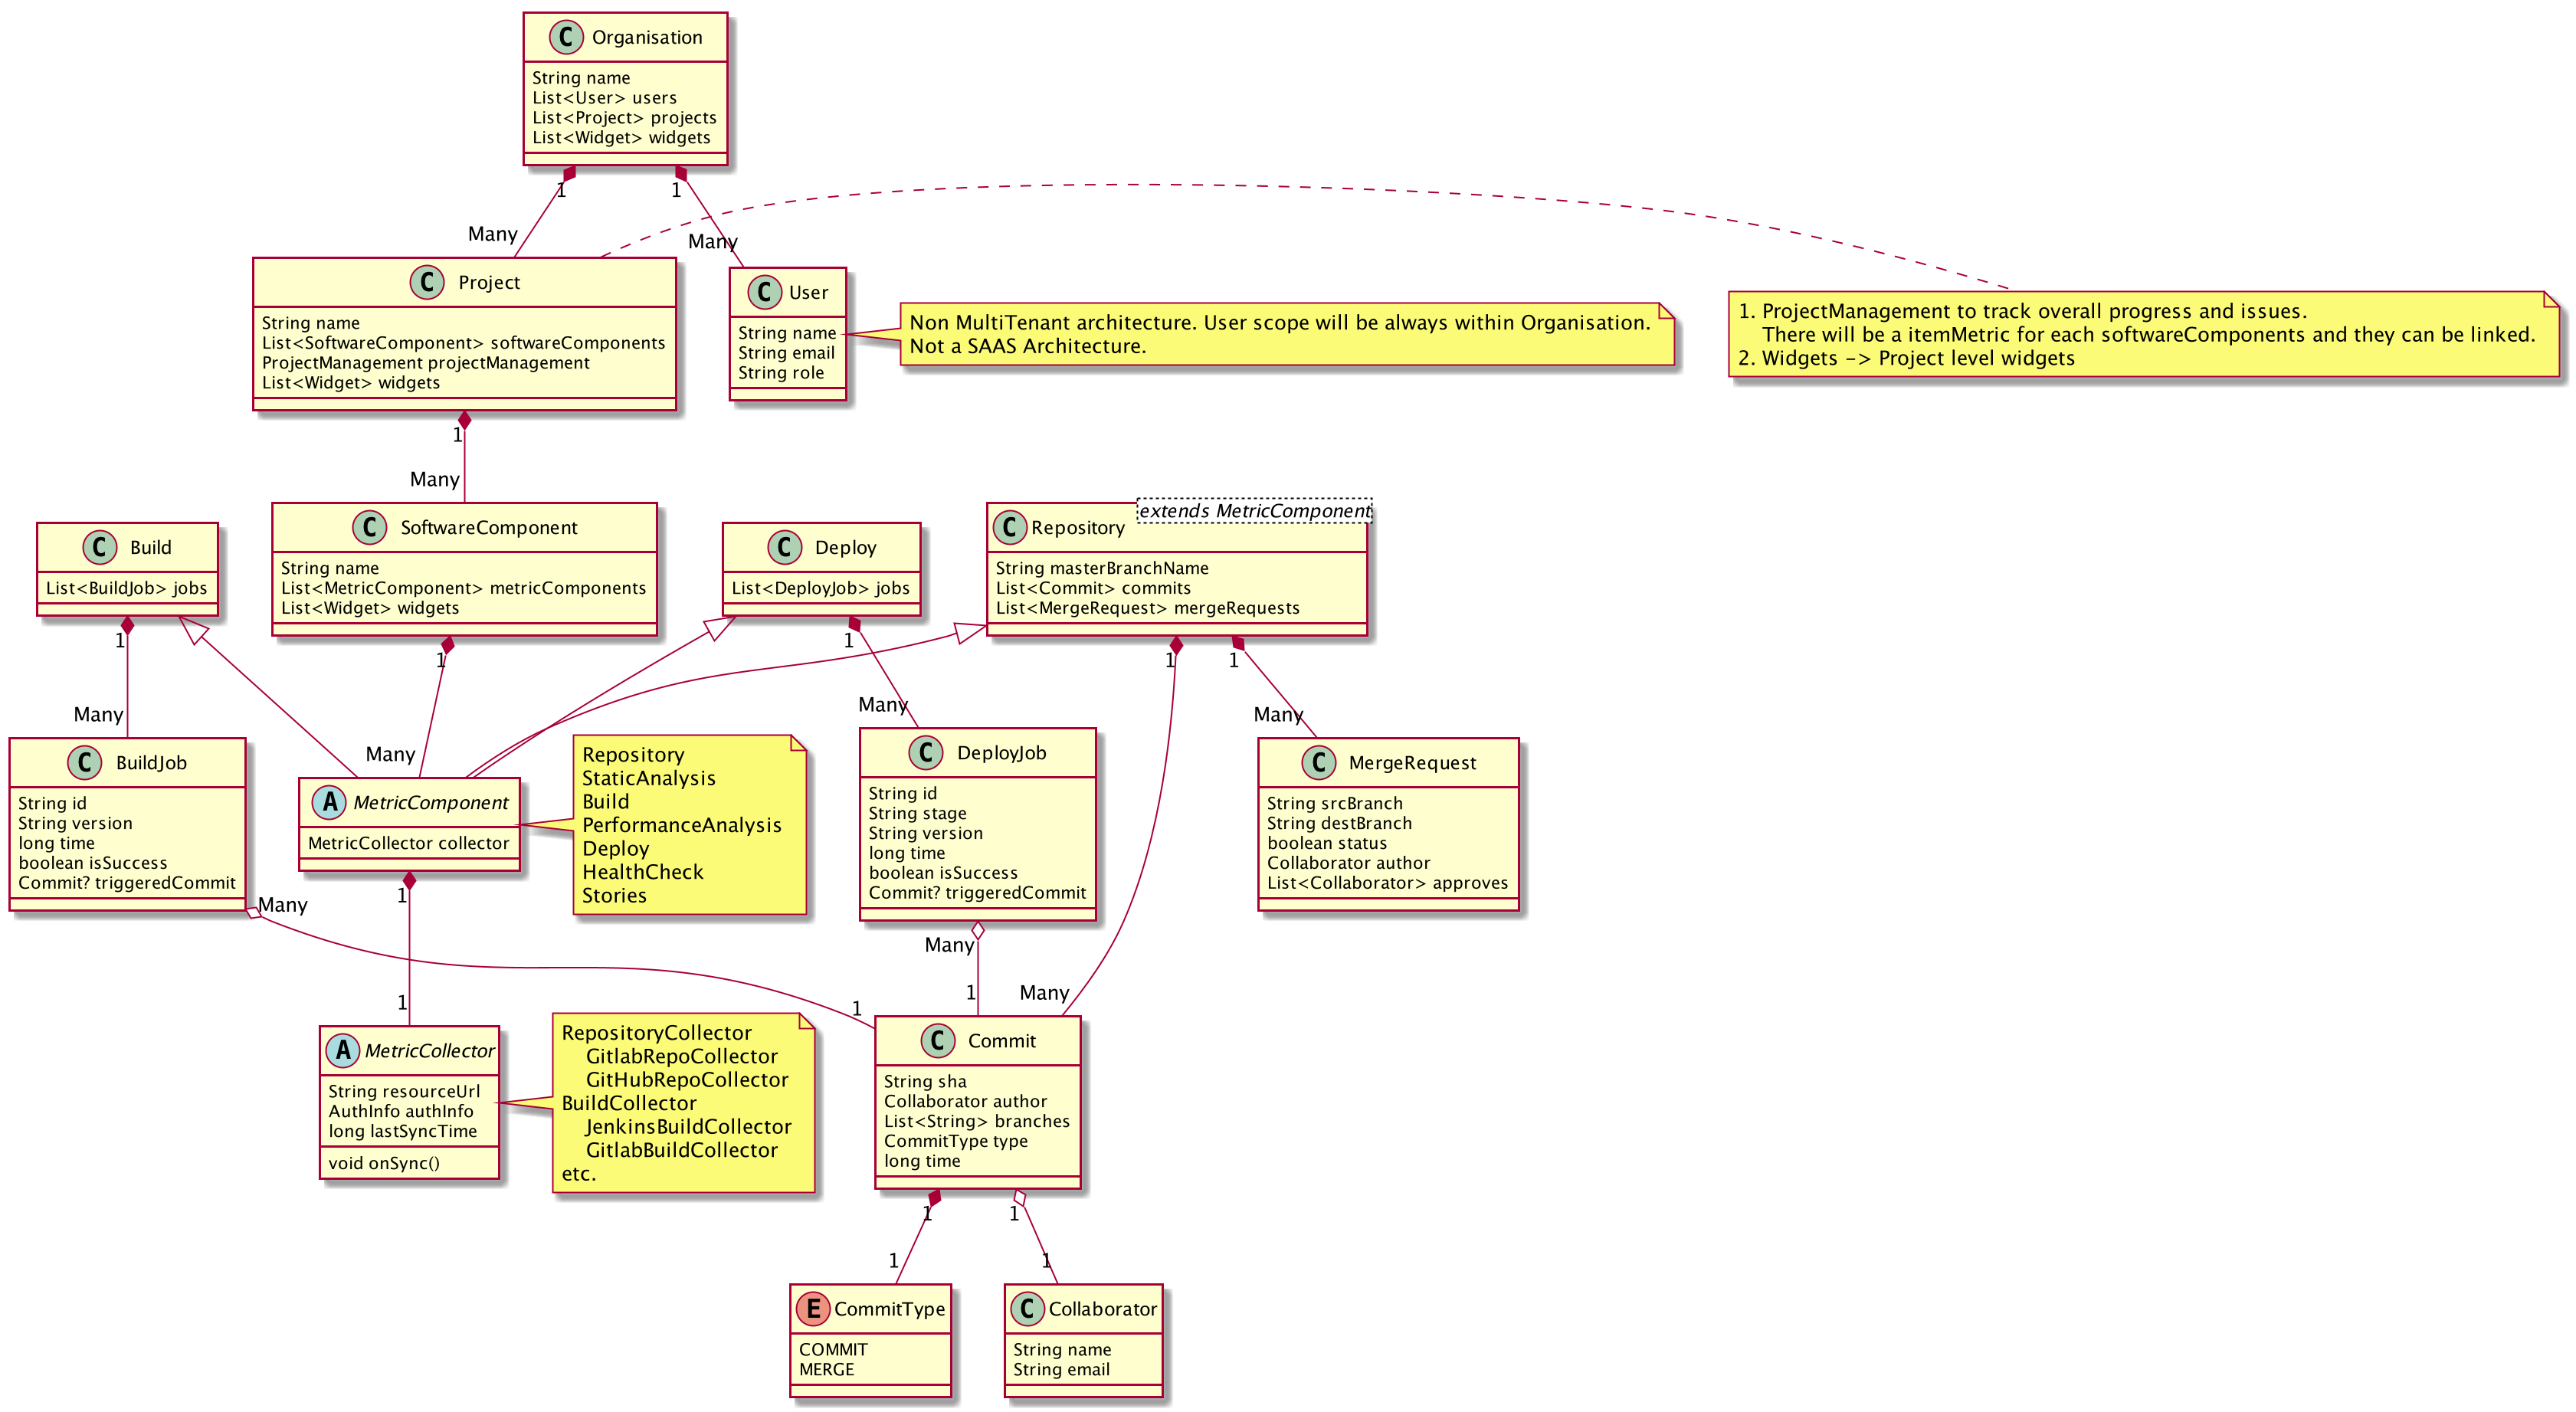 C Organisation
String name
List<User> users
List<Project> projects
List<Widget> widgets
1
1
Many
Many
C Project
String name
List<SoftwareComponent> softwareComponents
ProjectManagement projectManagement
List<Widget> widgets
C User
String name
String email
String role
Non MultiTenant architecture. User scope will be always within Organisation.
Not a SAAS Architecture.
1. ProjectManagement to track overall progress and issues.
There will be a itemMetric for each softwareComponents and they can be linked.
2. Widgets -> Project level widgets
1
Many
C Build
List<BuildJob> jobs
C SoftwareComponent
String name
List<MetricComponent> metricComponents
List<Widget> widgets
C Deploy
List<DeployJob> jobs
C Repository
extends MetricComponent
String masterBranchName
List<Commit> commits
List<MergeRequest> mergeRequests
1
1
1
1
1
Many
Many
Many
Many
C BuildJob
String id
String version
long time
boolean isSuccess
Commit? triggeredCommit
A MetricComponent
MetricCollector collector
Repository
StaticAnalysis
Build
PerformanceAnalysis
Deploy
HealthCheck
Stories
C DeployJob
String id
String stage
String version
long time
boolean isSuccess
Commit? triggeredCommit
C MergeRequest
String srcBranch
String destBranch
boolean status
Collaborator author
List<Collaborator> approves
Many
1
Many
1
1
1
Many
A MetricCollector
String resourceUrl
AuthInfo authInfo
long lastSyncTime
void onSync()
RepositoryCollector
GitlabRepoCollector
GitHubRepoCollector
BuildCollector
JenkinsBuildCollector
GitlabBuildCollector
etc.
C Commit
String sha
Collaborator author
List<String> branches
CommitType type
long time
1
1
1
1
E CommitType
COMMIT
MERGE
C Collaborator
String name
String email